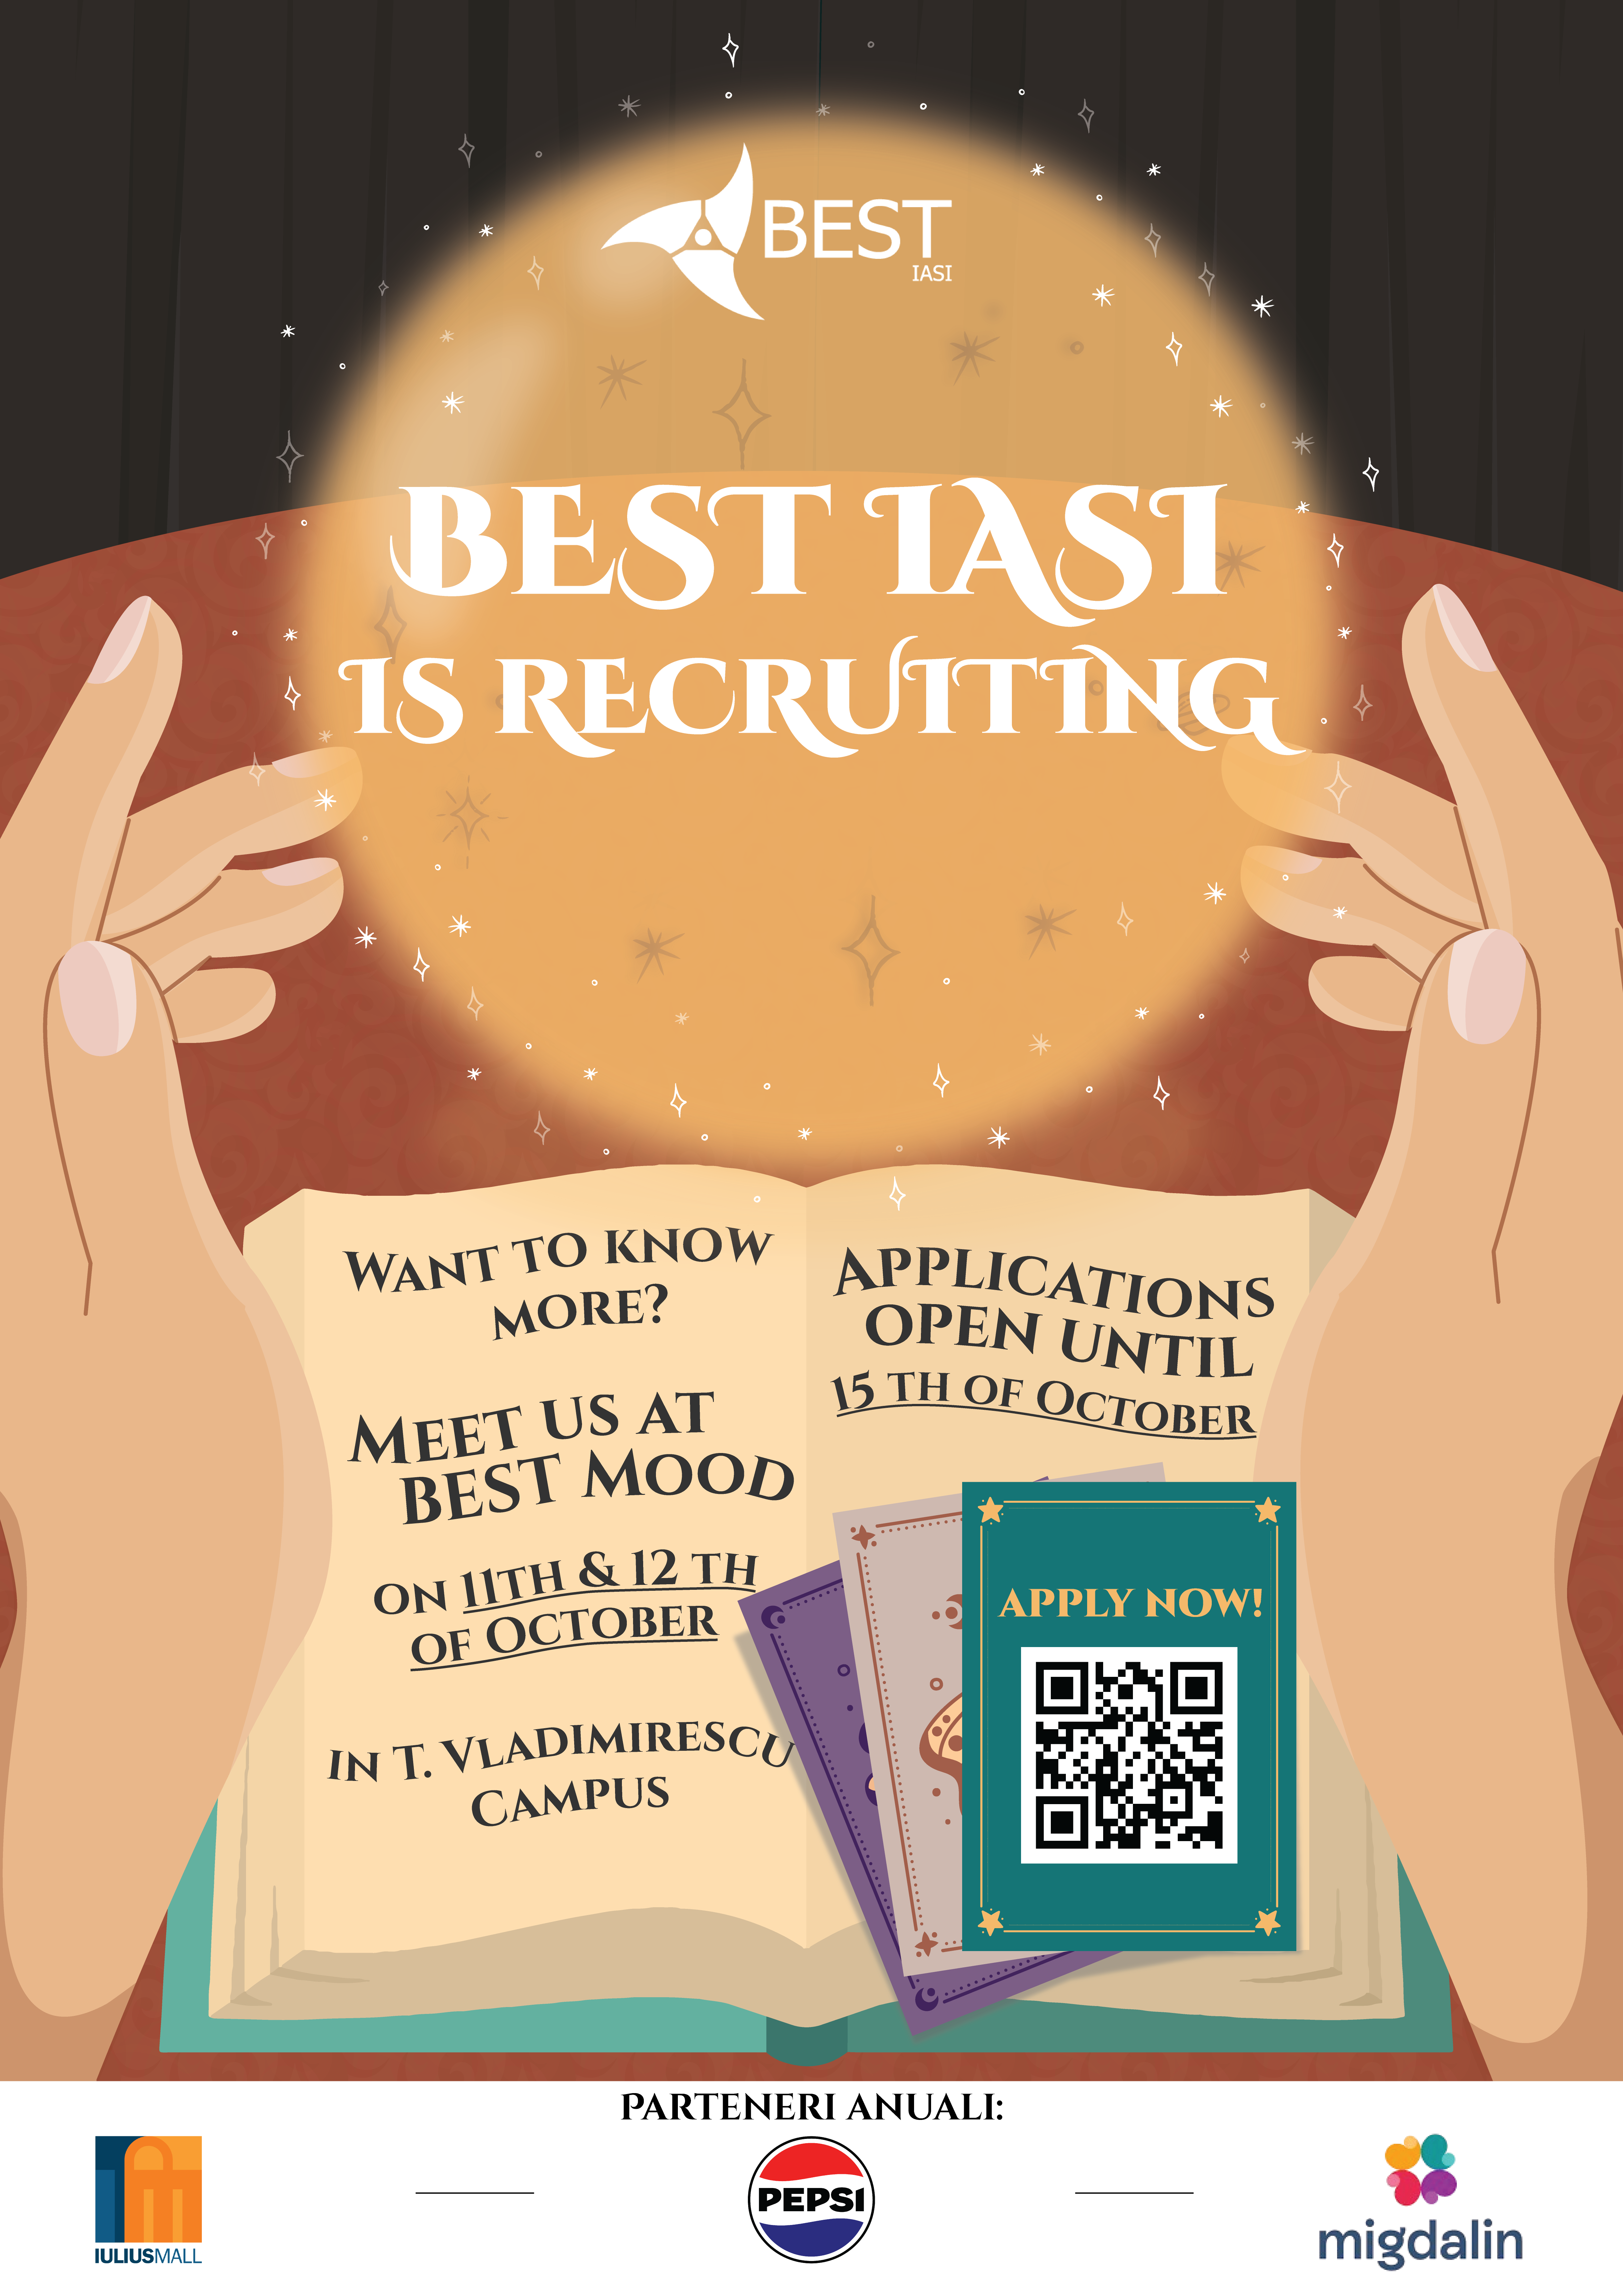 BEST
IASI
BEST IASI
IS RECRUITING
WANT TO KNOW
MORE?
MEET US AT
BEST MOOD
ON 11TH & 12 TH
OF OCTOBER
IN T. VLADIMIRESCU
CAMPUS
APPLICATIONS
OPEN UNTIL
15 TH OF OCTOBER
APPLY NOW!
PARTENERI ANUALI:
IULIUSMALL
PEPSI
migdalin